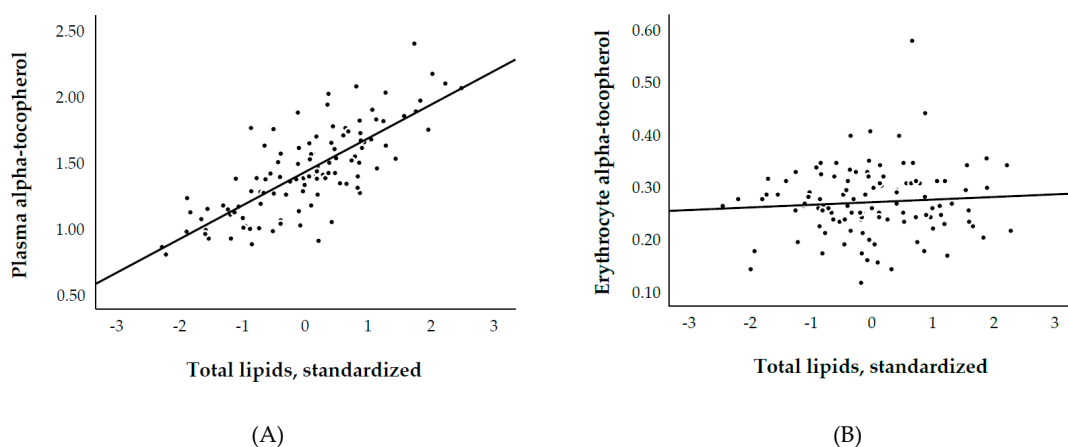 Plasma alpha-tocopherol
2.50
2.00
1.50
1.00
0.50
-3 -2 -1 0 1 2 3
Total lipids, standardized
(A)
Erythrocyte alpha-tocopherol
0.60
0.50
0.40
0.30
0.20
0.10
-3 -2 -1 0 1 2 3
Total lipids, standardized
(B)